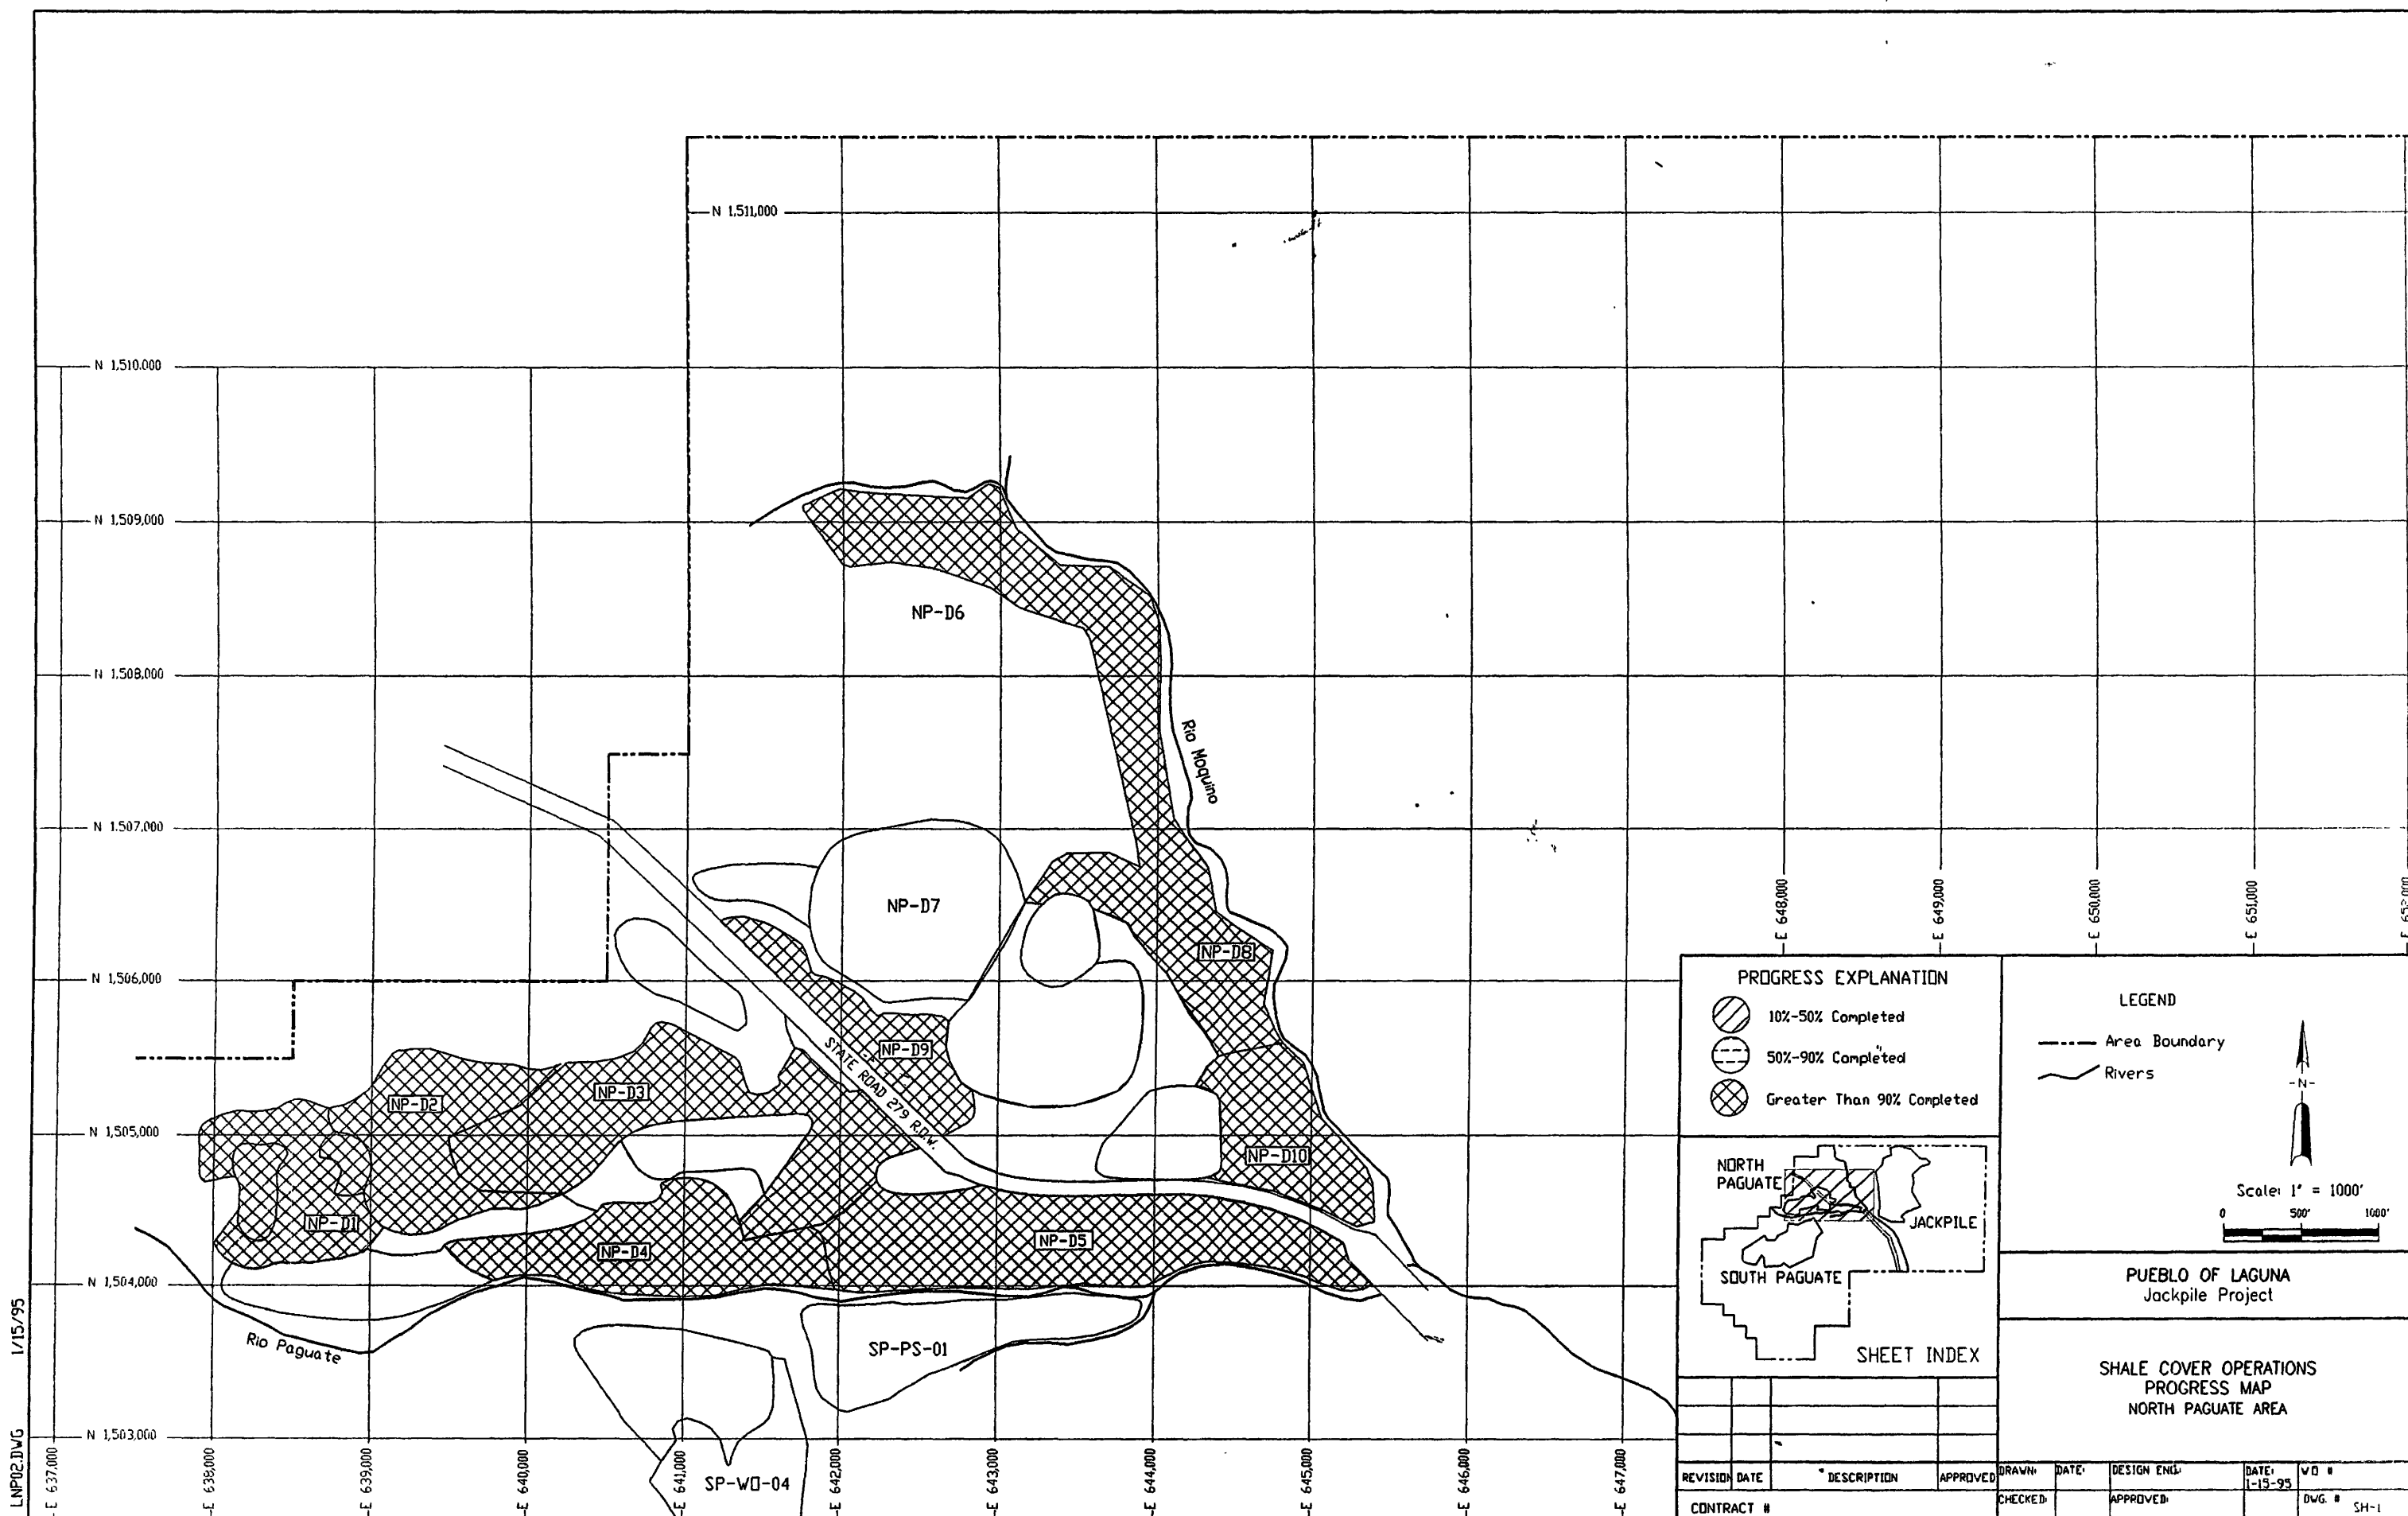 N 1,511,000
N 1,510,000
N 1,509,000
NP-D6
N 1,508,000
Rio Moquino
N 1,507,000
NP-D7
NP-D8
N 1,506,000
NP-D9
STATE ROAD 279 R.O.W.
NP-D2
NP-D3
N 1,505,000
NP-D10
NP-D1
NP-D4
NP-D5
N 1,504,000
Rio Paguate
SP-PS-01
N 1,503,000
SP-WO-04
E 637,000
E 638,000
E 639,000
E 640,000
E 641,000
E 642,000
E 643,000
E 644,000
E 645,000
E 646,000
E 647,000
E 648,000
E 649,000
E 650,000
E 651,000
E 652,000
LNP02.DWG 1/15/95
PROGRESS EXPLANATION
10%-50% Completed
50%-90% Completed
Greater Than 90% Completed
LEGEND
Area Boundary
Rivers
-N-
Scale: 1" = 1000'
0 500' 1000'
NORTH
PAGUATE
JACKPILE
SOUTH PAGUATE
SHEET INDEX
PUEBLO OF LAGUNA
Jackpile Project
SHALE COVER OPERATIONS
PROGRESS MAP
NORTH PAGUATE AREA
REVISION DATE DESCRIPTION APPROVED
CONTRACT #
DRAWN: DATE: DESIGN ENG.: DATE: WO #
1-15-95
CHECKED: APPROVED: DWG. # SH-1